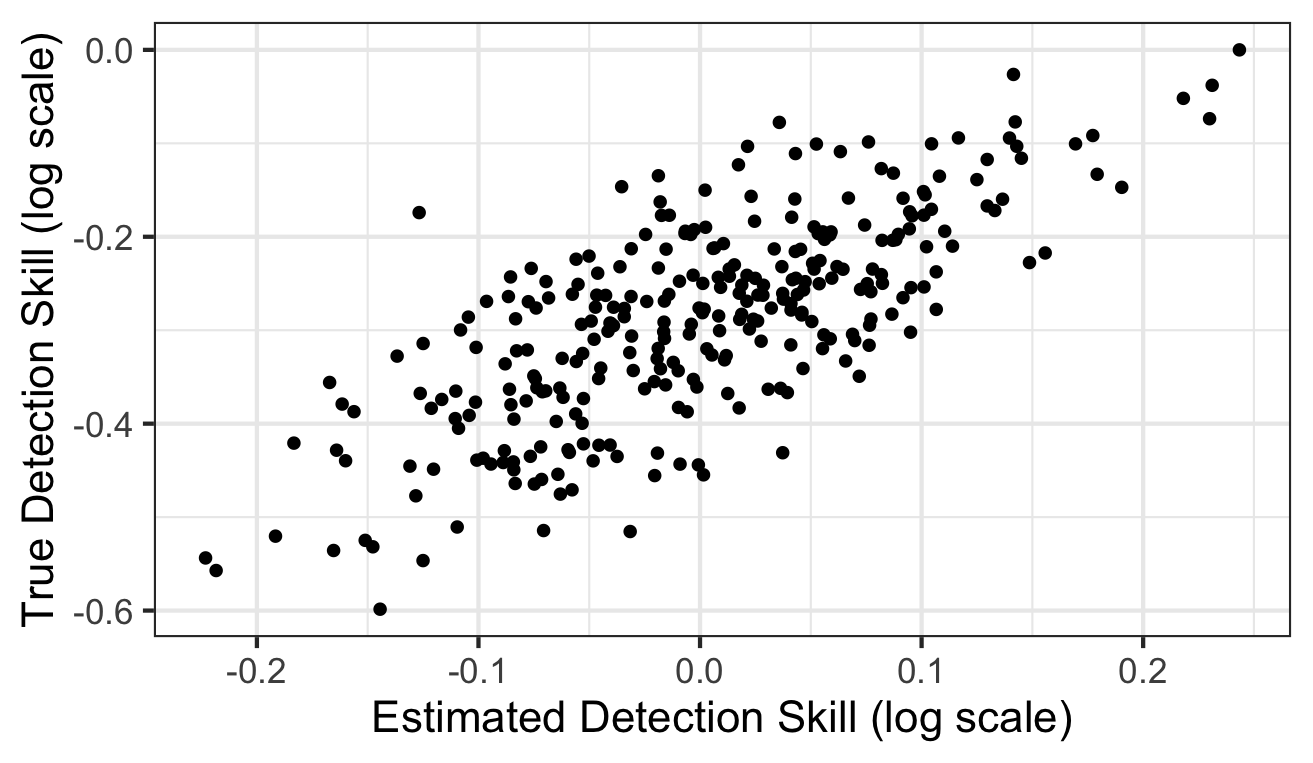 True Detection Skill (log scale)
0.0
-0.2
-0.4
-0.6
-0.2 -0.1 0.0 0.1 0.2
Estimated Detection Skill (log scale)